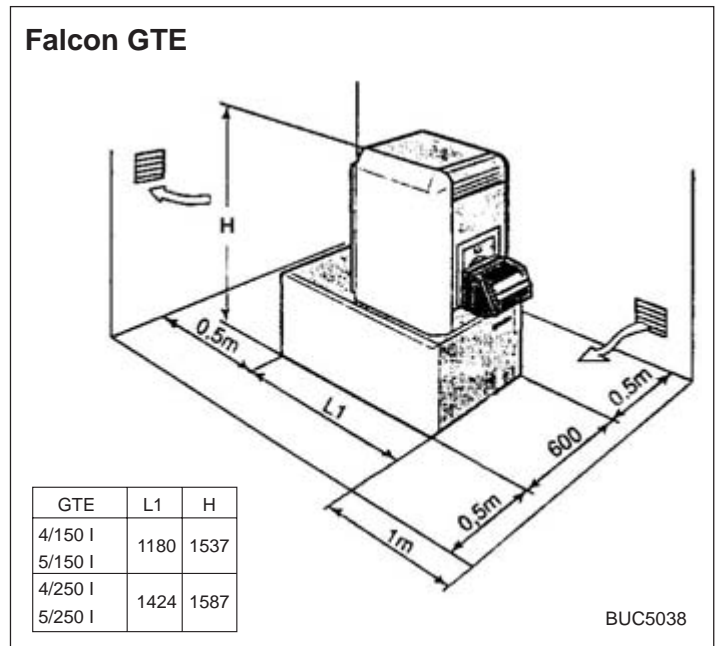 Falcon GTE
H
0,5m
L1
0,5m
600
0,5m
1m
GTE L1 H
4/150 l
5/150 l
1180 1537
4/250 l
5/250 l
1424 1587
BUC5038